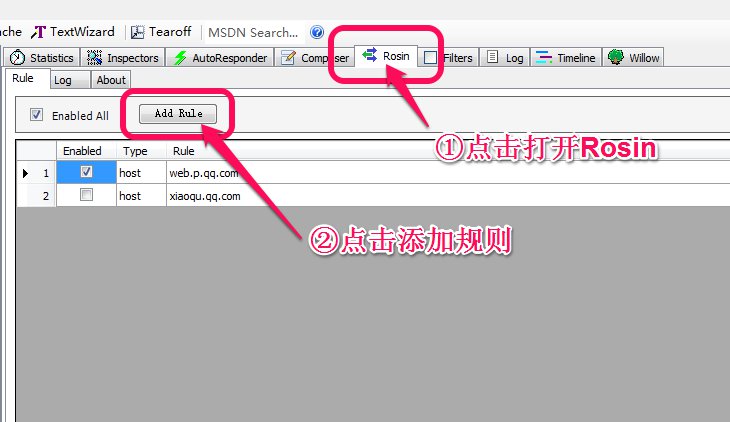 ache TextWizard Tearoff MSDN Search...
Statistics Inspectors AutoResponder Composer Rosin Filters Log Timeline Willow
Rule Log About
Enabled All Add Rule
Enabled Type Rule
1 host web.p.qq.com
2 host xiaoqu.qq.com
①点击打开Rosin
②点击添加规则